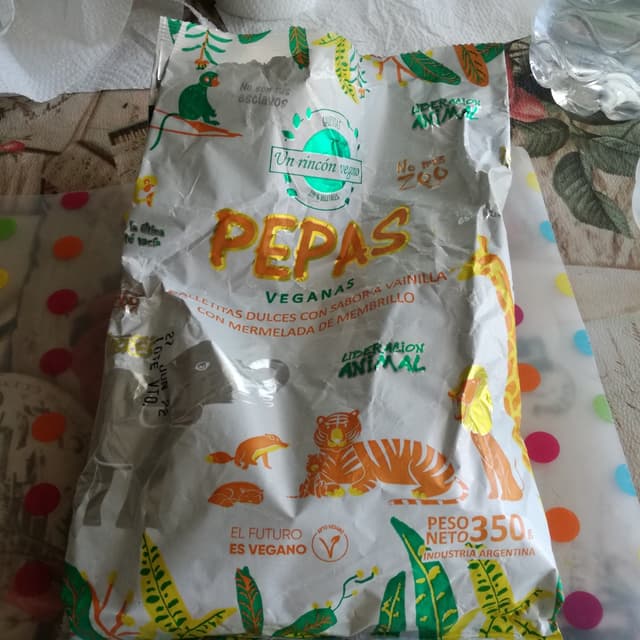 No son más
esclavos
LIBERACIÓN
ANIMAL
Un rincón vegano
No más
ZOO
PEPAS
VEGANAS
GALLETITAS DULCES CON SABOR A VAINILLA
CON MERMELADA DE MEMBRILLO
LIBERACIÓN
ANIMAL
EL FUTURO
ES VEGANO
PESO
NETO 350 g
INDUSTRIA ARGENTINA